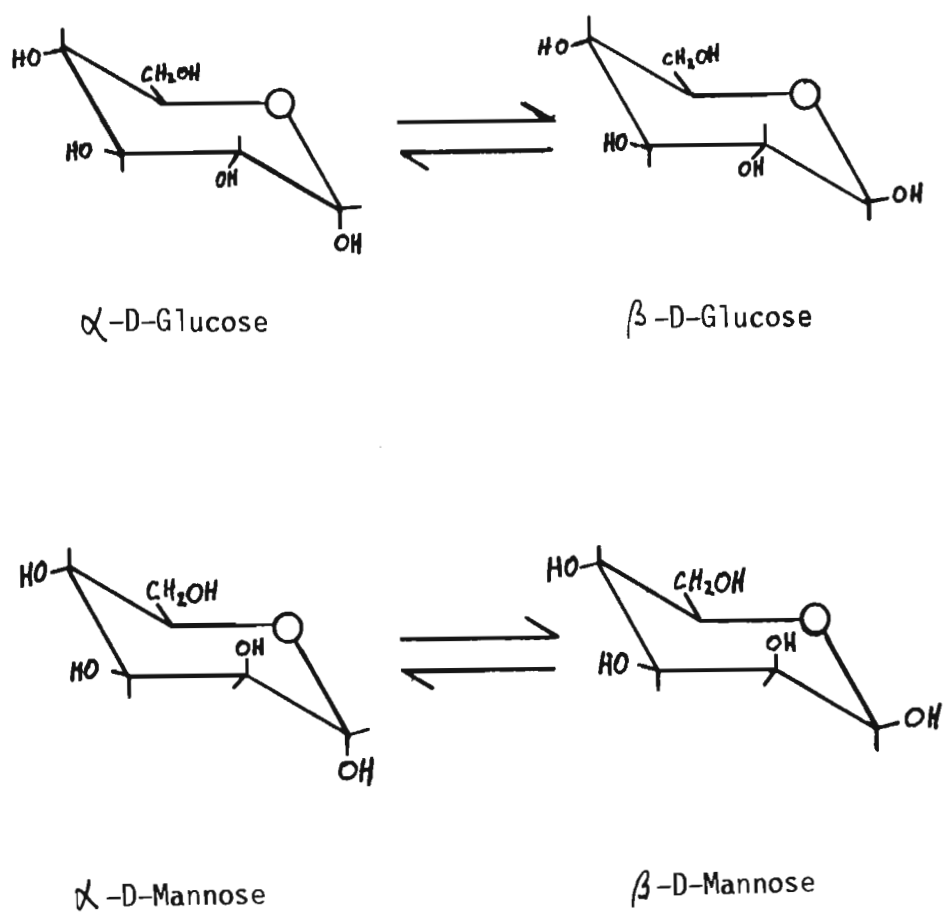 HO
CH₂OH
HO
OH
OH
α-D-Glucose
HO
CH₂OH
HO
OH
OH
β-D-Glucose
HO
CH₂OH
OH
HO
OH
α-D-Mannose
HO
CH₂OH
OH
HO
OH
β-D-Mannose